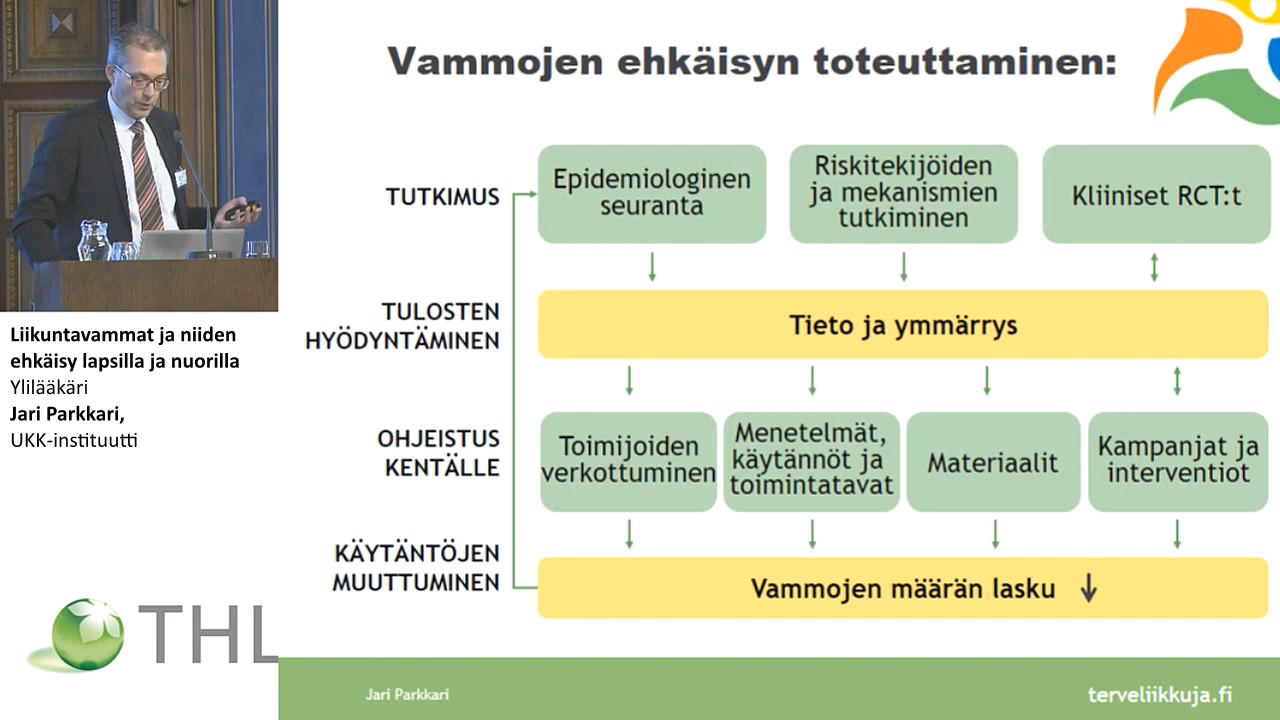 Vammojen ehkäisyn toteuttaminen:
TUTKIMUS
Epidemiologinen
seuranta
Riskitekijöiden
ja mekanismien
tutkiminen
Kliiniset RCT:t
TULOSTEN
HYÖDYNTÄMINEN
Tieto ja ymmärrys
OHJEISTUS
KENTÄLLE
Toimijoiden
verkottuminen
Menetelmät,
käytännöt ja
toimintatavat
Materiaalit
Kampanjat ja
interventiot
KÄYTÄNTÖJEN
MUUTTUMINEN
Vammojen määrän lasku
Liikuntavammat ja niiden
ehkäisy lapsilla ja nuorilla
Ylilääkäri
Jari Parkkari,
UKK-instituutti
THL
Jari Parkkari
terveliikkuja.fi